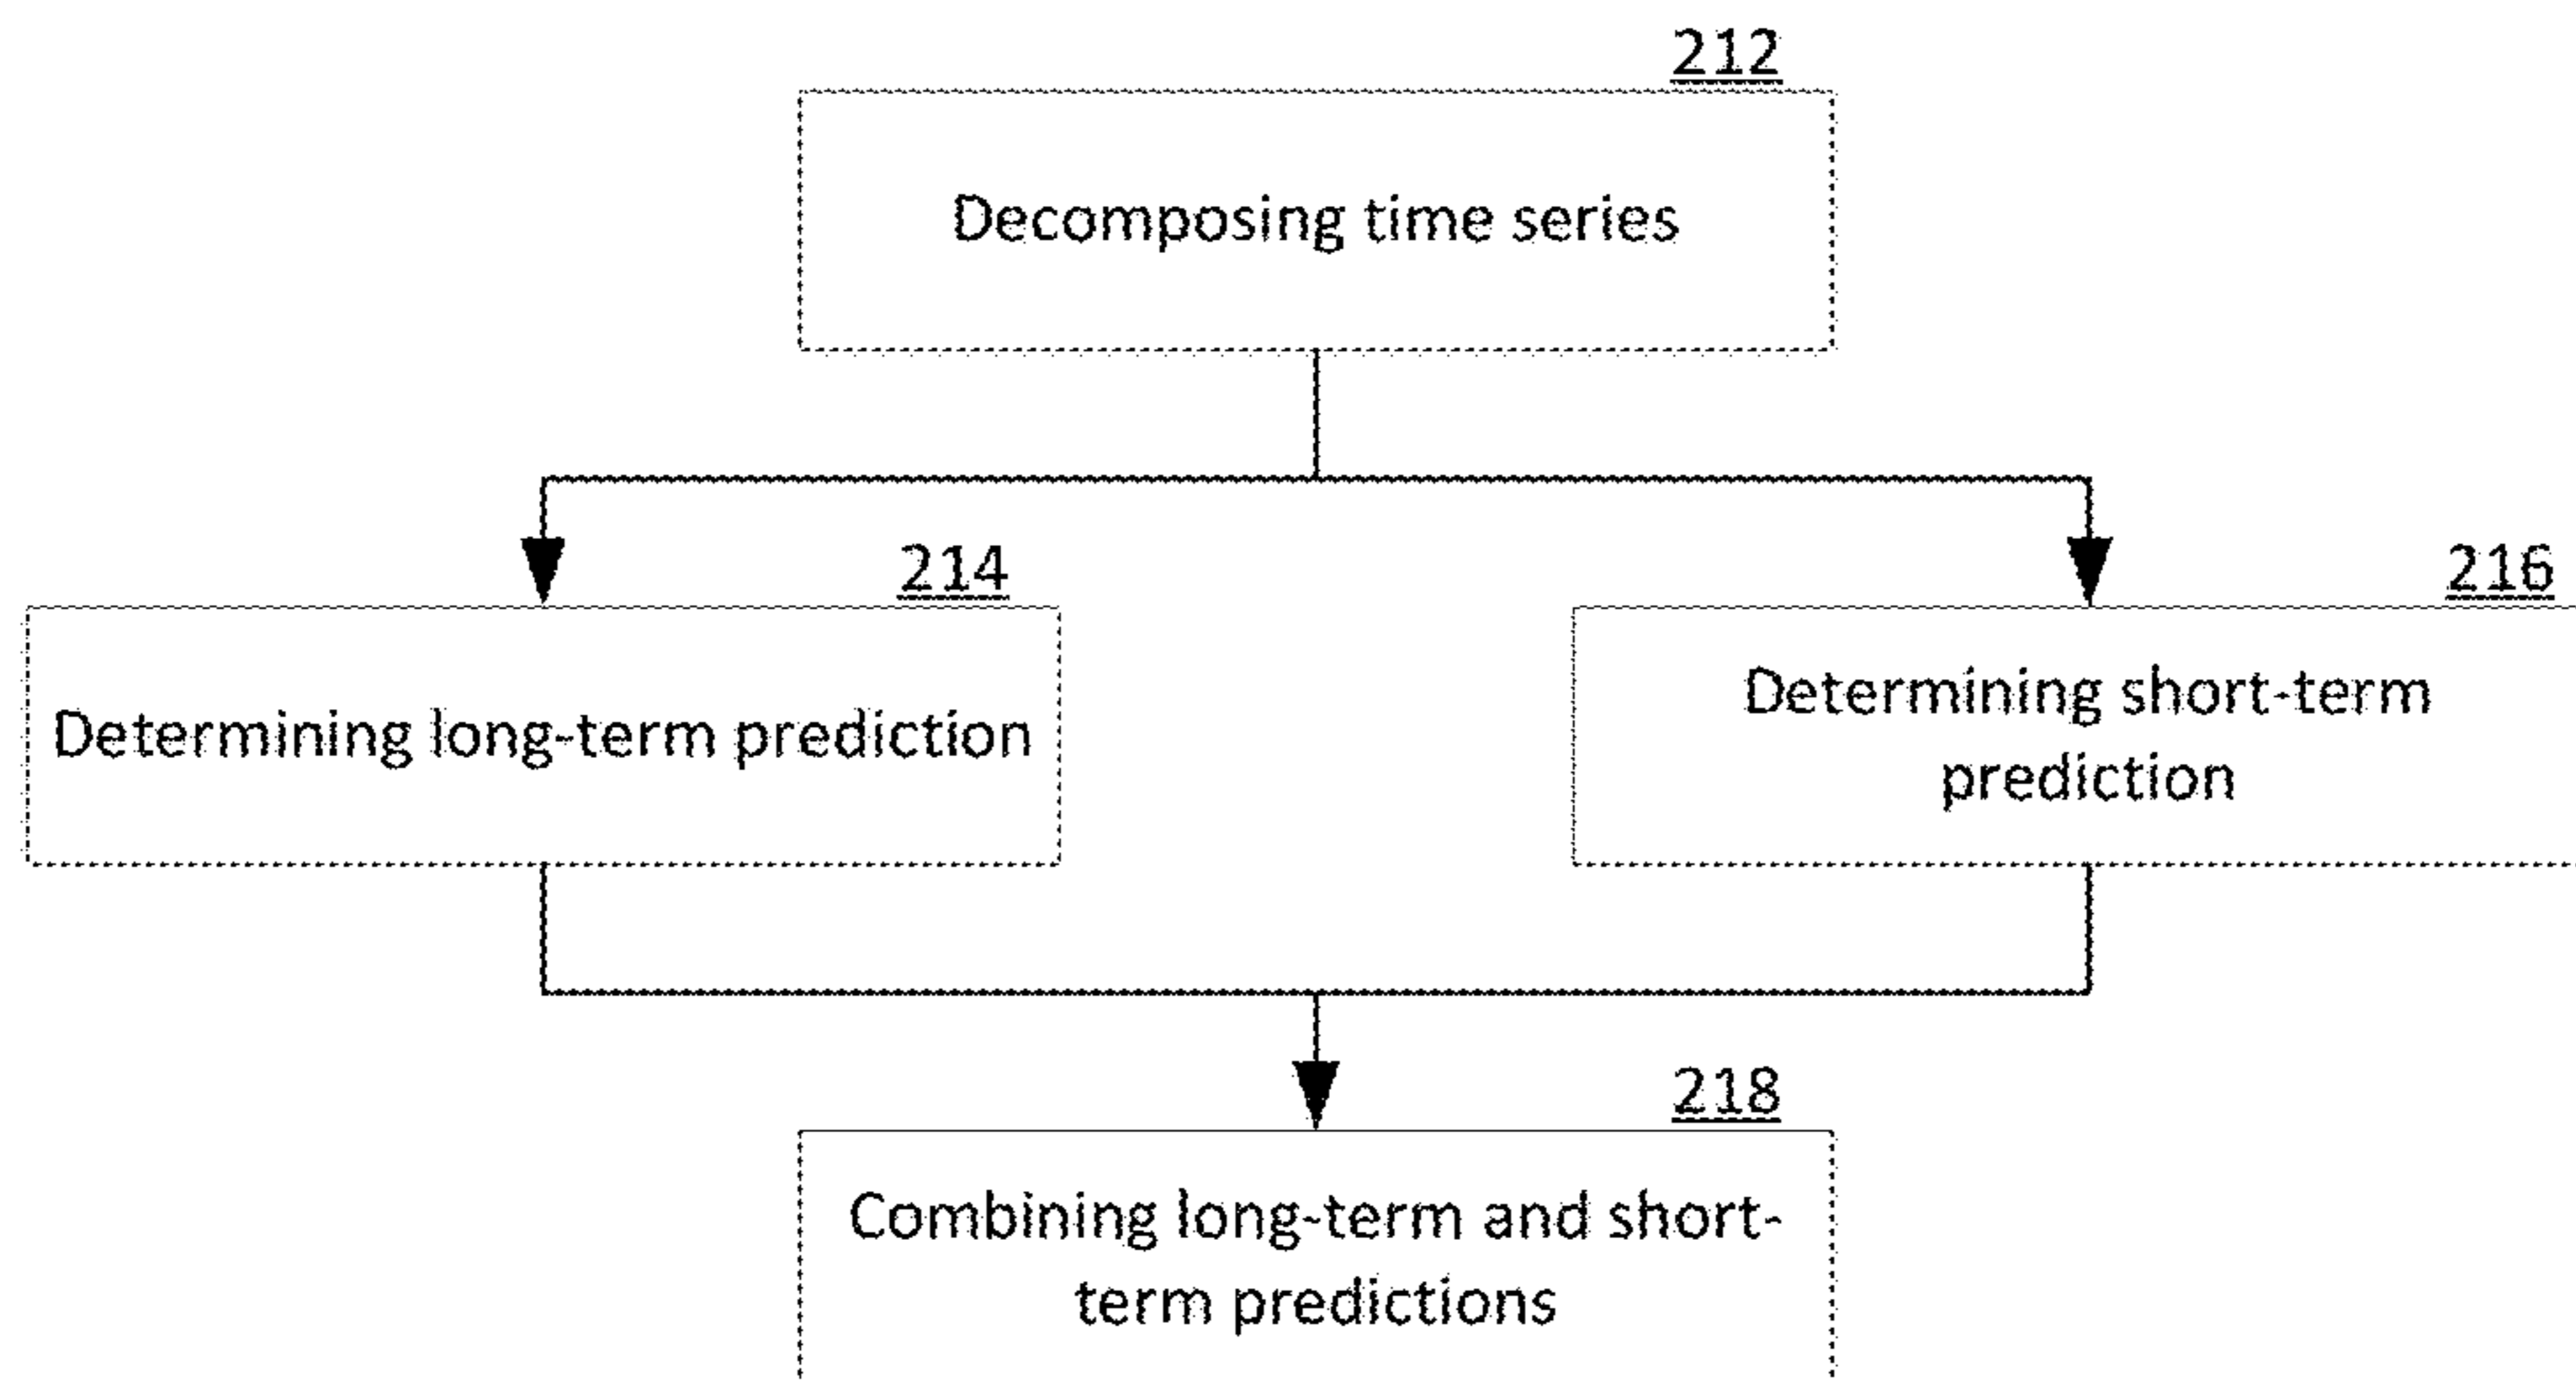 212
Decomposing time series
214
Determining long-term prediction
216
Determining short-term
prediction
218
Combining long-term and short-
term predictions